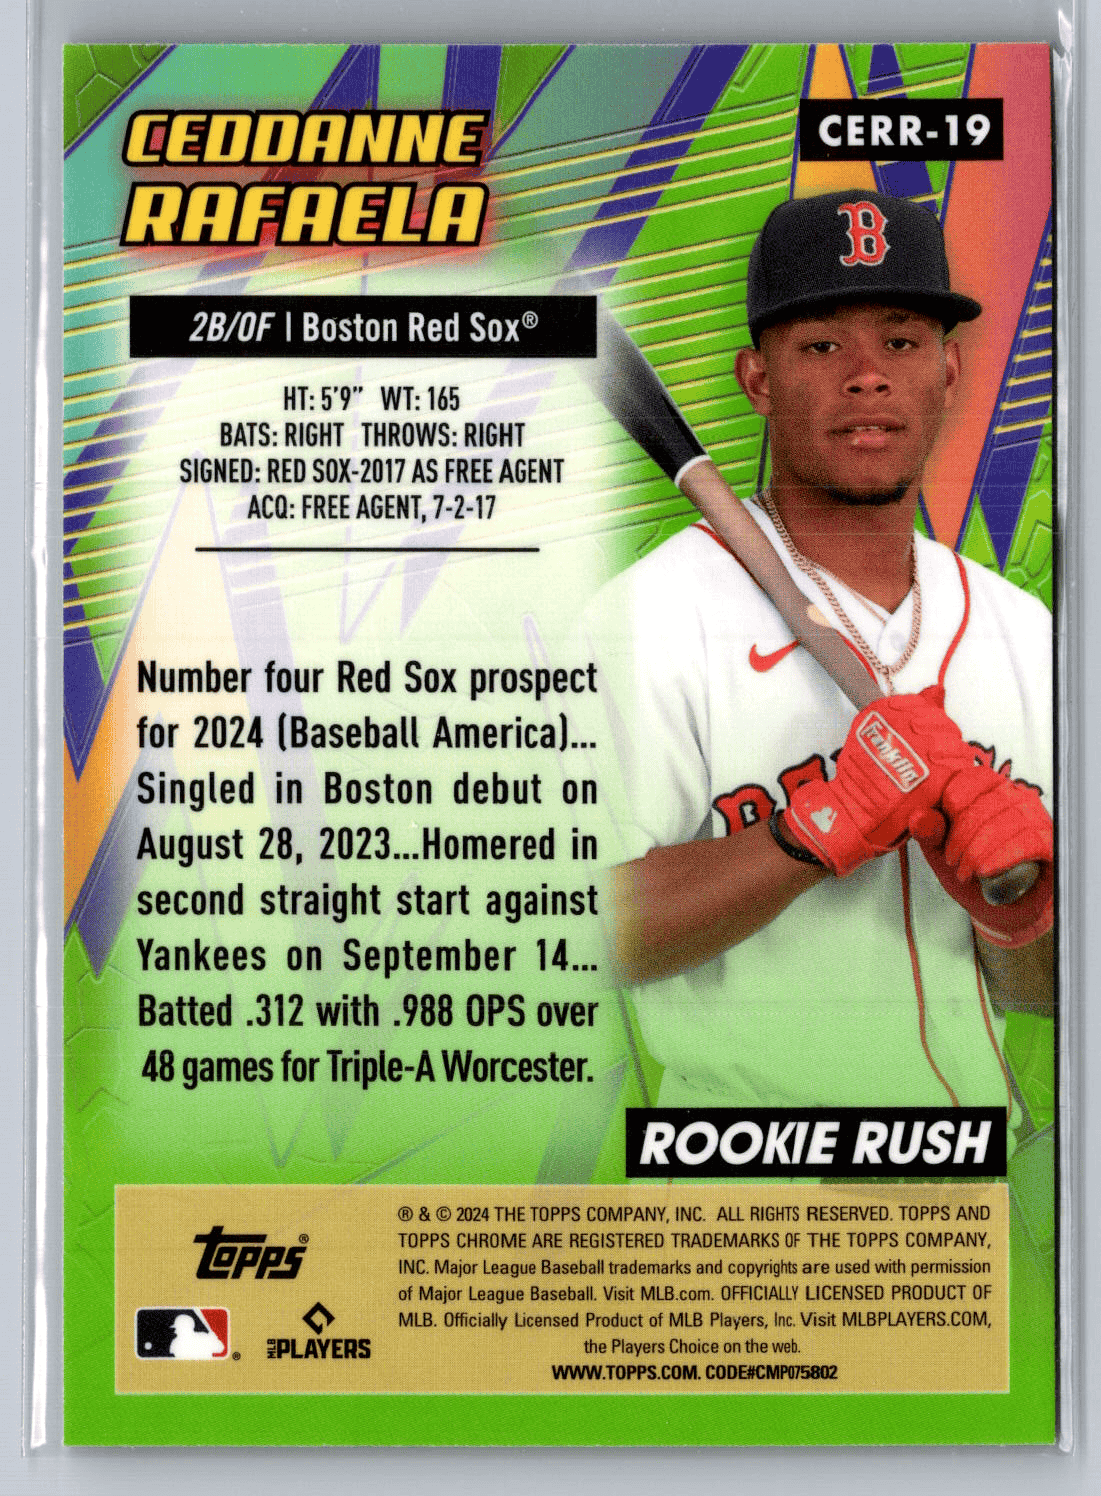 CEDDANNE
RAFAELA
CERR-19
B
2B/OF | Boston Red Sox®
HT: 5'9" WT: 165
BATS: RIGHT THROWS: RIGHT
SIGNED: RED SOX-2017 AS FREE AGENT
ACQ: FREE AGENT, 7-2-17
Number four Red Sox prospect
for 2024 (Baseball America)...
Singled in Boston debut on
August 28, 2023...Homered in
second straight start against
Yankees on September 14...
Batted .312 with .988 OPS over
48 games for Triple-A Worcester.
Franklin
ROOKIE RUSH
® & © 2024 THE TOPPS COMPANY, INC. ALL RIGHTS RESERVED. TOPPS AND
TOPPS CHROME ARE REGISTERED TRADEMARKS OF THE TOPPS COMPANY,
INC. Major League Baseball trademarks and copyrights are used with permission
of Major League Baseball. Visit MLB.com. OFFICIALLY LICENSED PRODUCT OF
MLB. Officially Licensed Product of MLB Players, Inc. Visit MLBPLAYERS.COM,
the Players Choice on the web.
WWW.TOPPS.COM. CODE#CMP075802
topps®
®
MLB PLAYERS